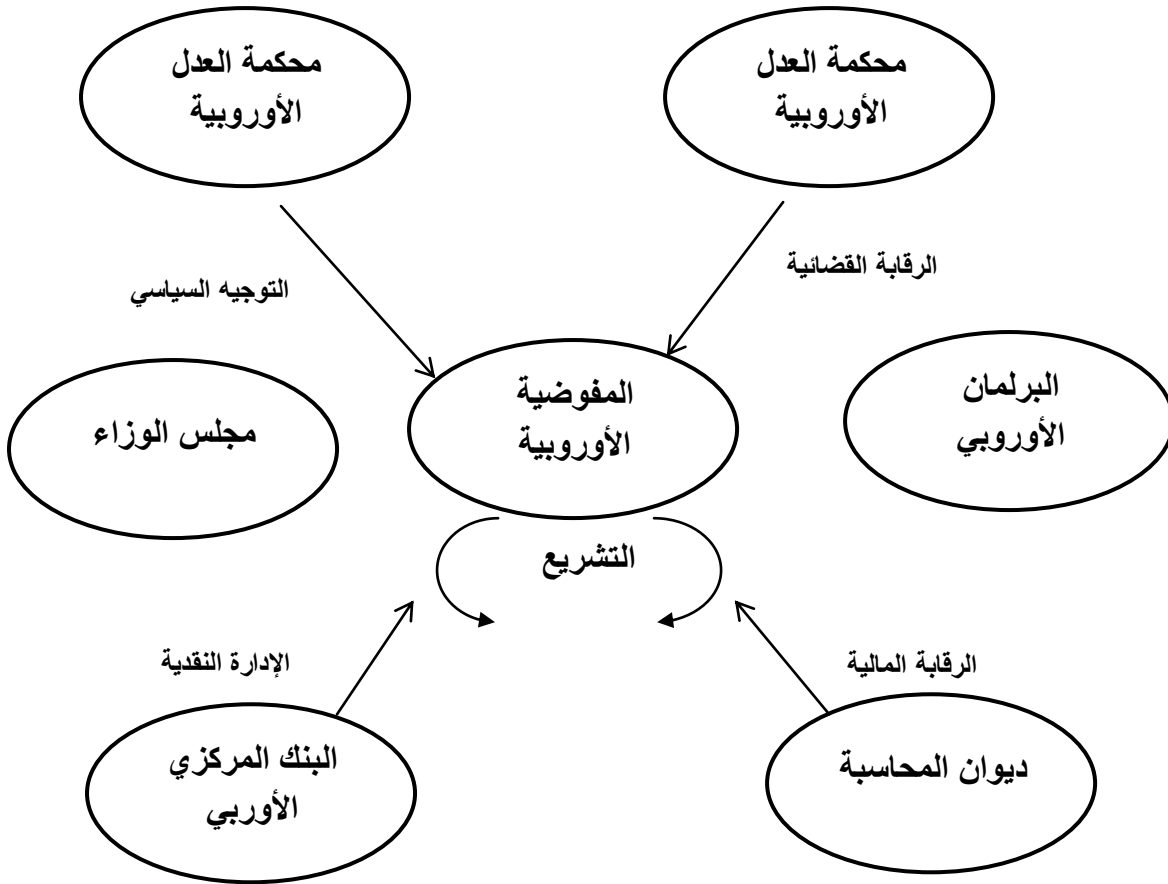 محكمة العدل
الأوروبية
محكمة العدل
الأوروبية
الرقابة القضائية
التوجيه السياسي
البرلمان
الأوروبي
المفوضية
الأوروبية
مجلس الوزاء
التشريع
الرقابة المالية
الإدارة النقدية
ديوان المحاسبة
البنك المركزي
الأوربي